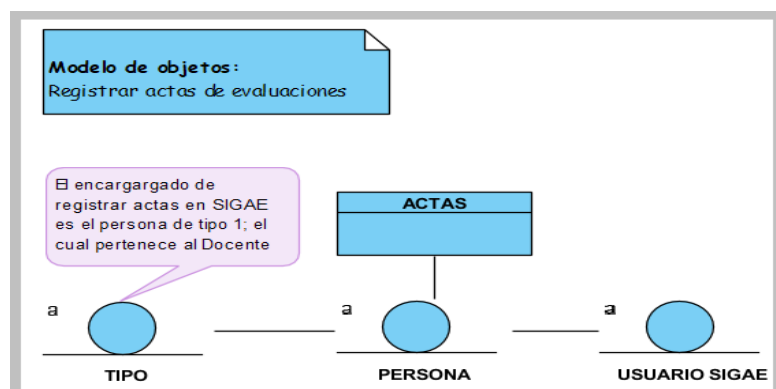 Modelo de objetos:
Registrar actas de evaluaciones
El encargargado de
registrar actas en SIGAE
es el persona de tipo 1; el
cual pertenece al Docente
ACTAS
a
a
a
TIPO
PERSONA
USUARIO SIGAE